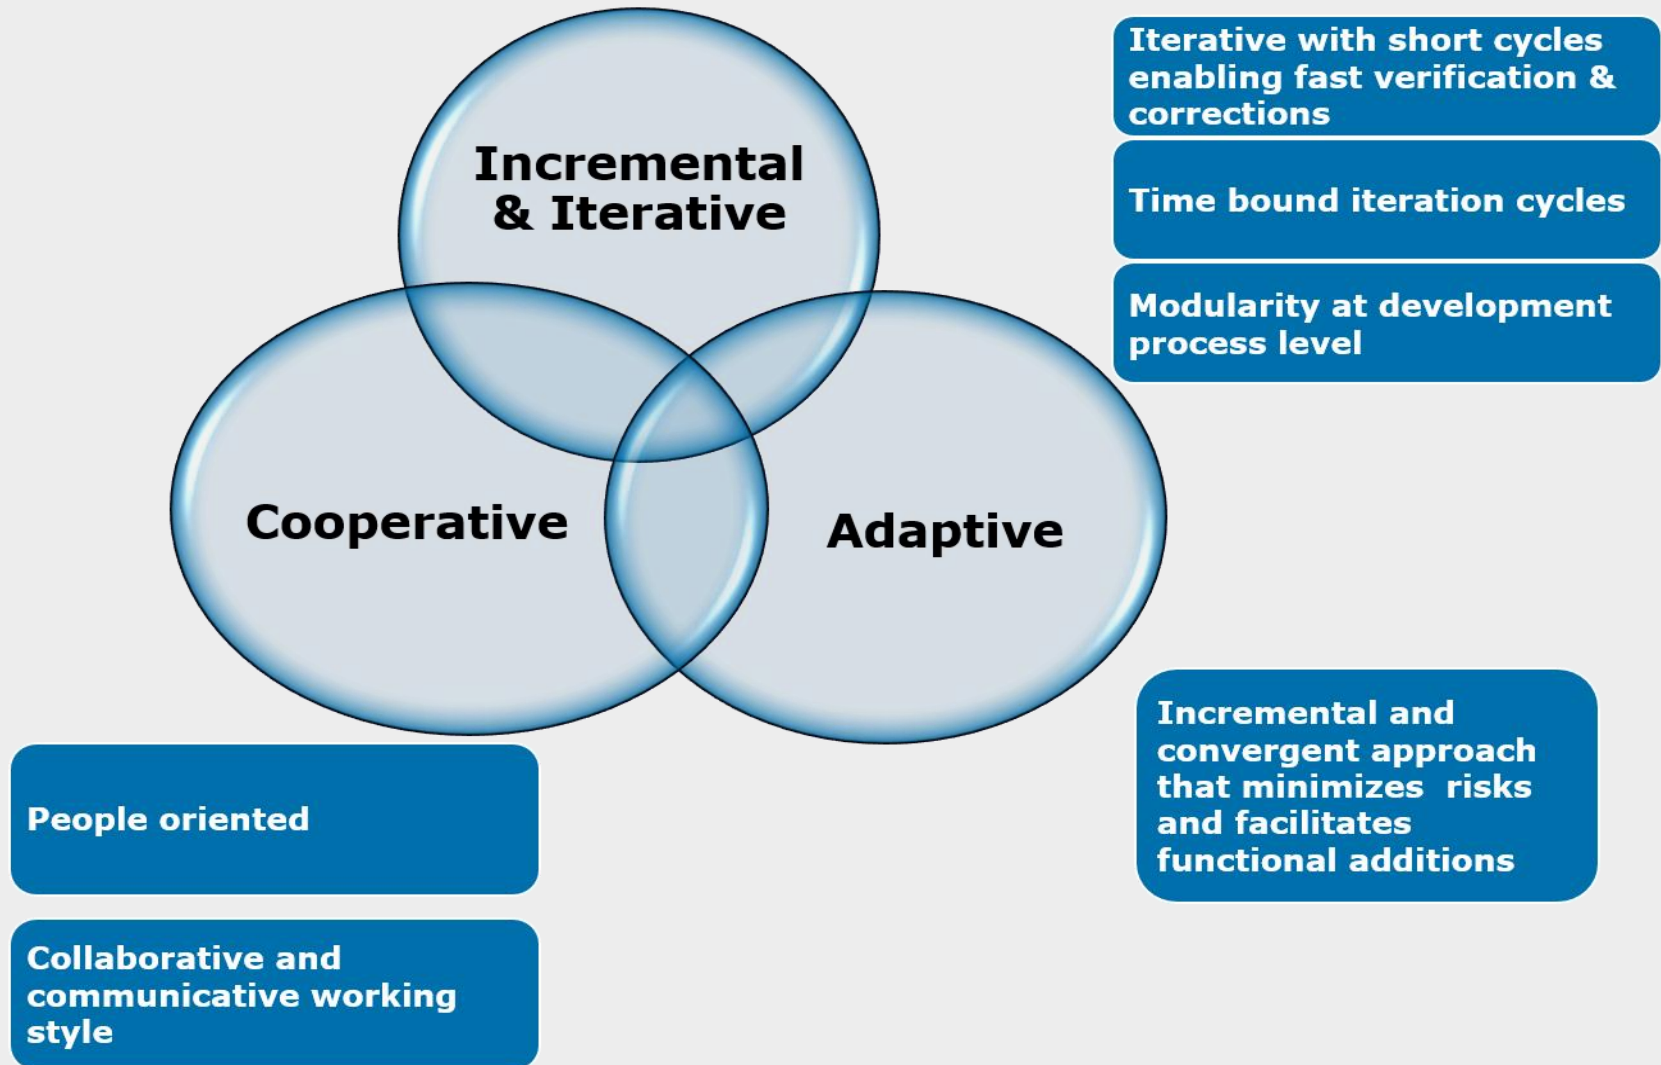 Incremental
& Iterative
Cooperative
Adaptive
Iterative with short cycles
enabling fast verification &
corrections
Time bound iteration cycles
Modularity at development
process level
Incremental and
convergent approach
that minimizes  risks
and facilitates
functional additions
People oriented
Collaborative and
communicative working
style